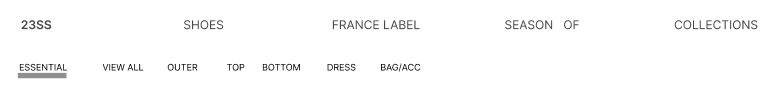 23SS SHOES FRANCE LABEL SEASON OF COLLECTIONS
ESSENTIAL VIEW ALL OUTER TOP BOTTOM DRESS BAG/ACC